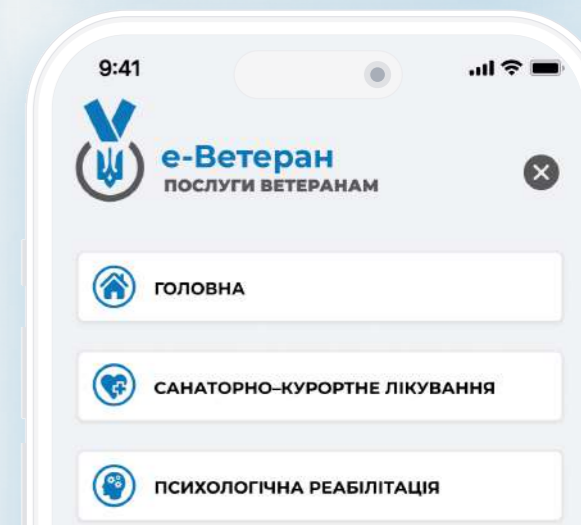 9:41
е-Ветеран
ПОСЛУГИ ВЕТЕРАНАМ
ГОЛОВНА
САНАТОРНО–КУРОРТНЕ ЛІКУВАННЯ
ПСИХОЛОГІЧНА РЕАБІЛІТАЦІЯ